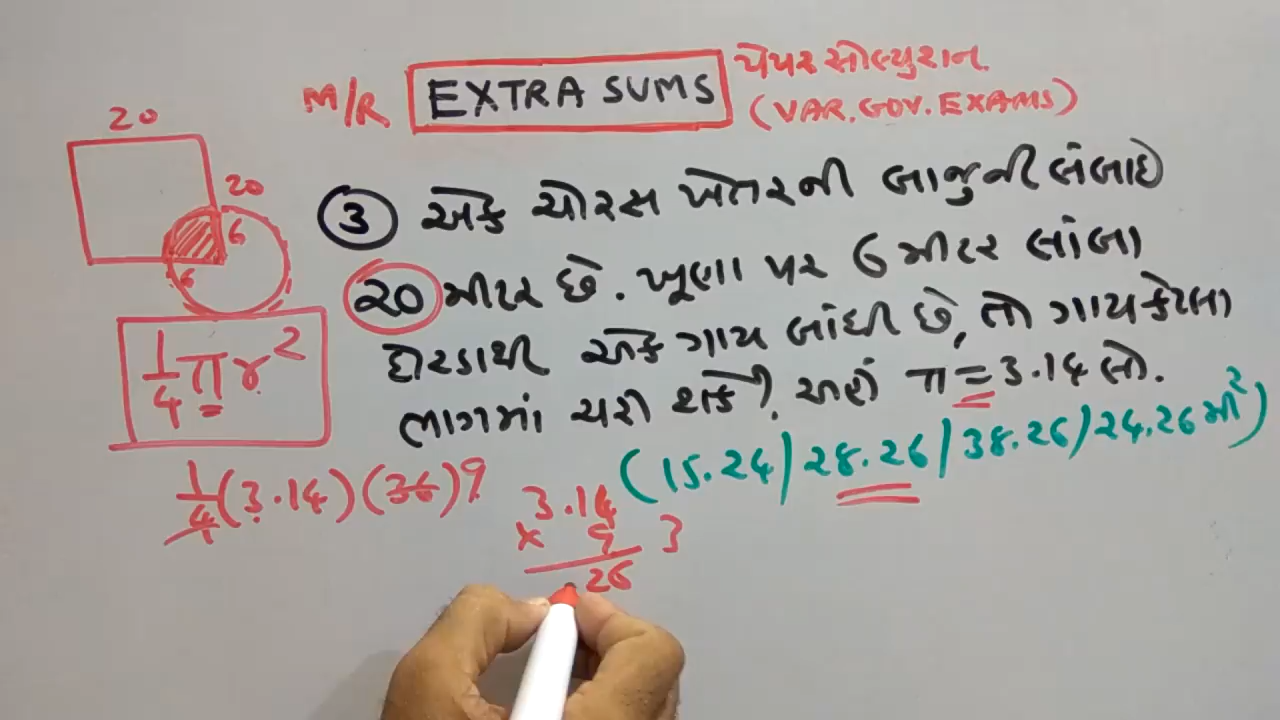 M/R EXTRA SUMS પેપર સોલ્યુશન.
(VAR. GOV. EXAMS)
20
20
6
6
③ એક ચોરસ ખેતરની બાજુની લંબાઇ
20 મીટર છે. ખૂણા પર 6 મીટર લાંબા
દોરડાથી એક ગાય બાંધી છે, તો ગાય કેટલા
ભાગમાં ચરી શકે? અહીં π = 3.14 લો.
(15.24 / 28.26 / 38.26 / 24.26 મી²)
1/4 π r²
1/4 (3.14) (36) 9
3.14
× 9 3
.26